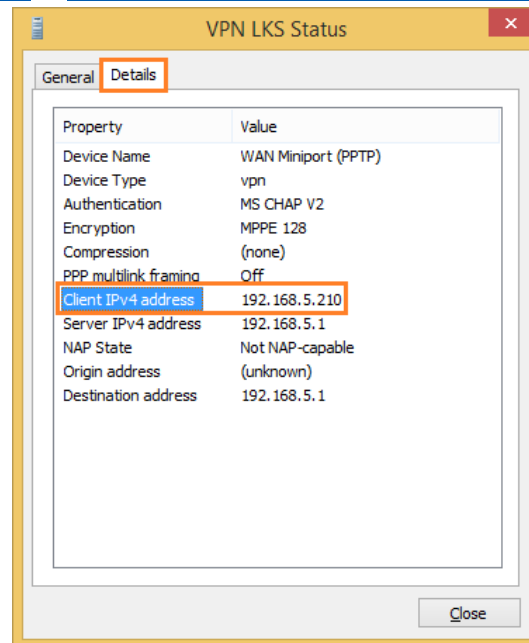 VPN LKS Status
General Details
Property Value
Device Name WAN Miniport (PPTP)
Device Type vpn
Authentication MS CHAP V2
Encryption MPPE 128
Compression (none)
PPP multilink framing Off
Client IPv4 address 192.168.5.210
Server IPv4 address 192.168.5.1
NAP State Not NAP-capable
Origin address (unknown)
Destination address 192.168.5.1
Close